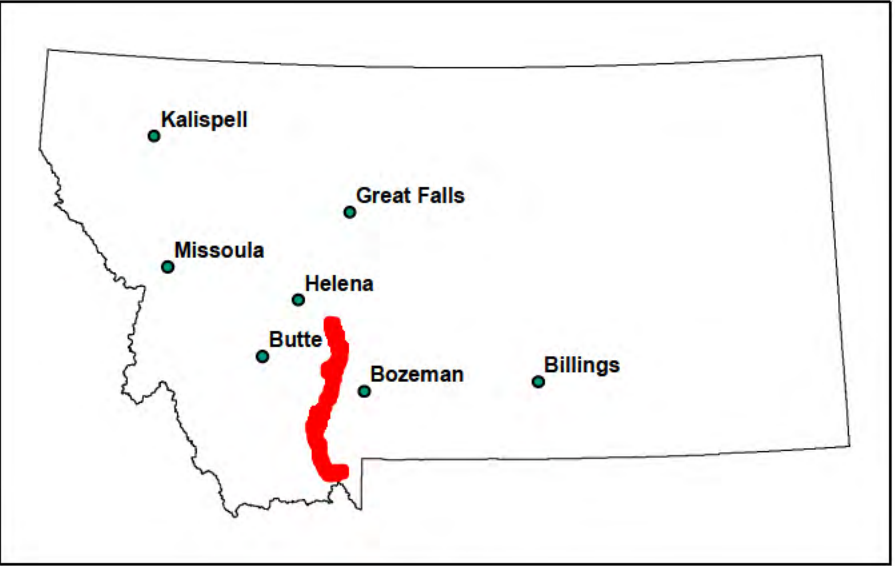 Kalispell
Great Falls
Missoula
Helena
Butte
Billings
Bozeman